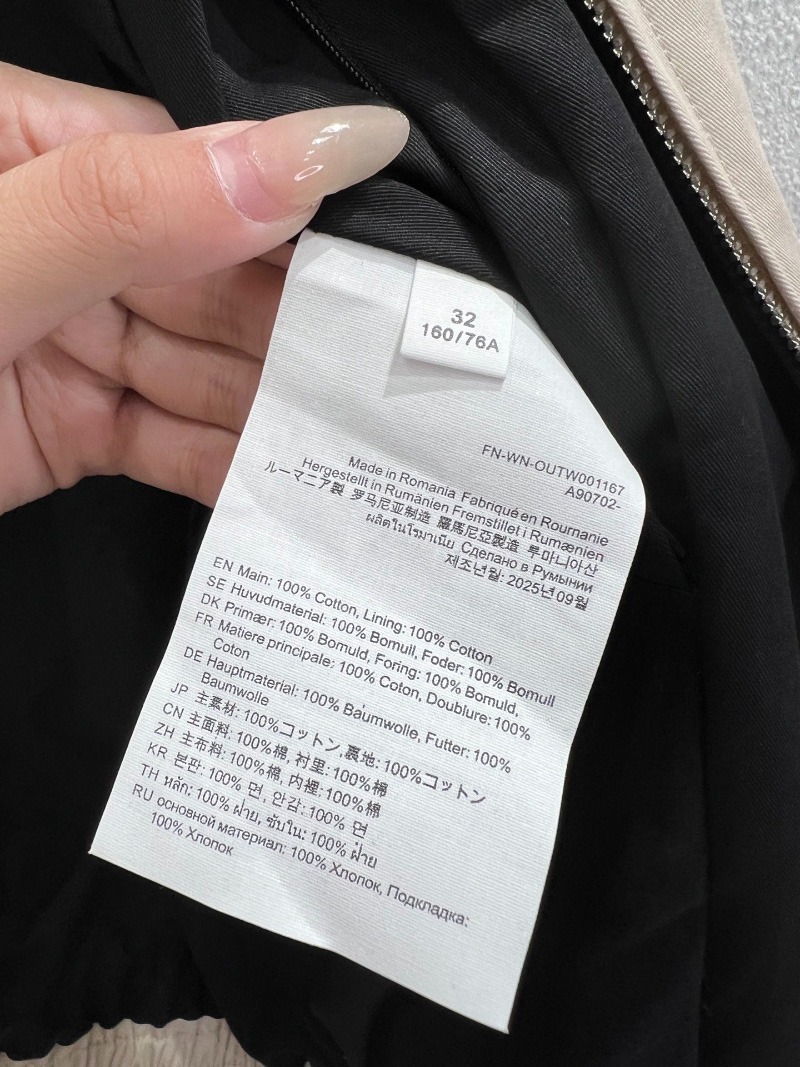 32
160/76A
FN-WN-OUTW001167
A90702-
Made in Romania Fabriqué en Roumanie
Hergestellt in Rumänien Fremstillet i Rumænien
ルーマニア製 罗马尼亚制造 羅馬尼亞製造 루마니아산
ผลิตในโรมาเนีย Сделано в Румынии
제조년월: 2025년 09월
EN Main: 100% Cotton, Lining: 100% Cotton
SE Huvudmaterial: 100% Bomull, Foder: 100% Bomull
DK Primær: 100% Bomuld, Foring: 100% Bomuld,
FR Matiere principale: 100% Coton, Doublure: 100%
Coton
DE Hauptmaterial: 100% Baumwolle, Futter: 100%
Baumwolle
JP 主素材: 100%コットン, 裏地: 100%コットン
CN 主面料: 100%棉, 衬里: 100%棉
ZH 主布料: 100%棉, 内裡: 100%棉
KR 본판: 100% 면, 안감: 100% 면
TH หลัก: 100% ฝ้าย, ซับใน: 100% ฝ้าย
RU основной материал: 100% Хлопок, Подкладка:
100% Хлопок